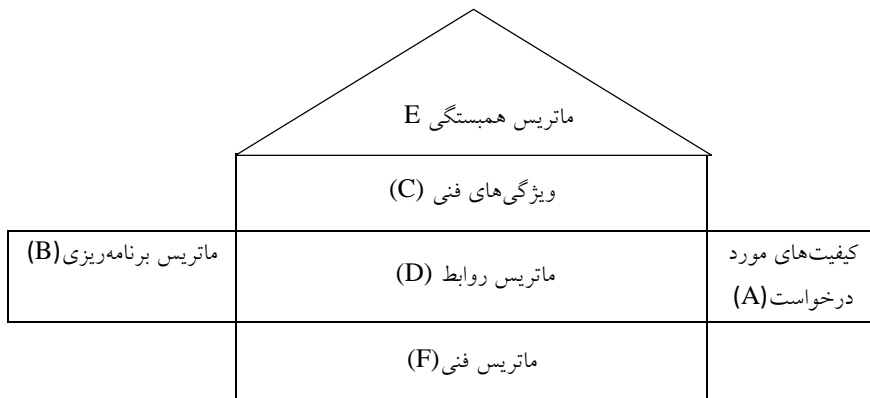 ماتریس همبستگی E
ویژگی‌های فنی (C)
کیفیت‌های مورد
درخواست(A)
ماتریس روابط (D)
ماتریس برنامه‌ریزی(B)
ماتریس فنی(F)